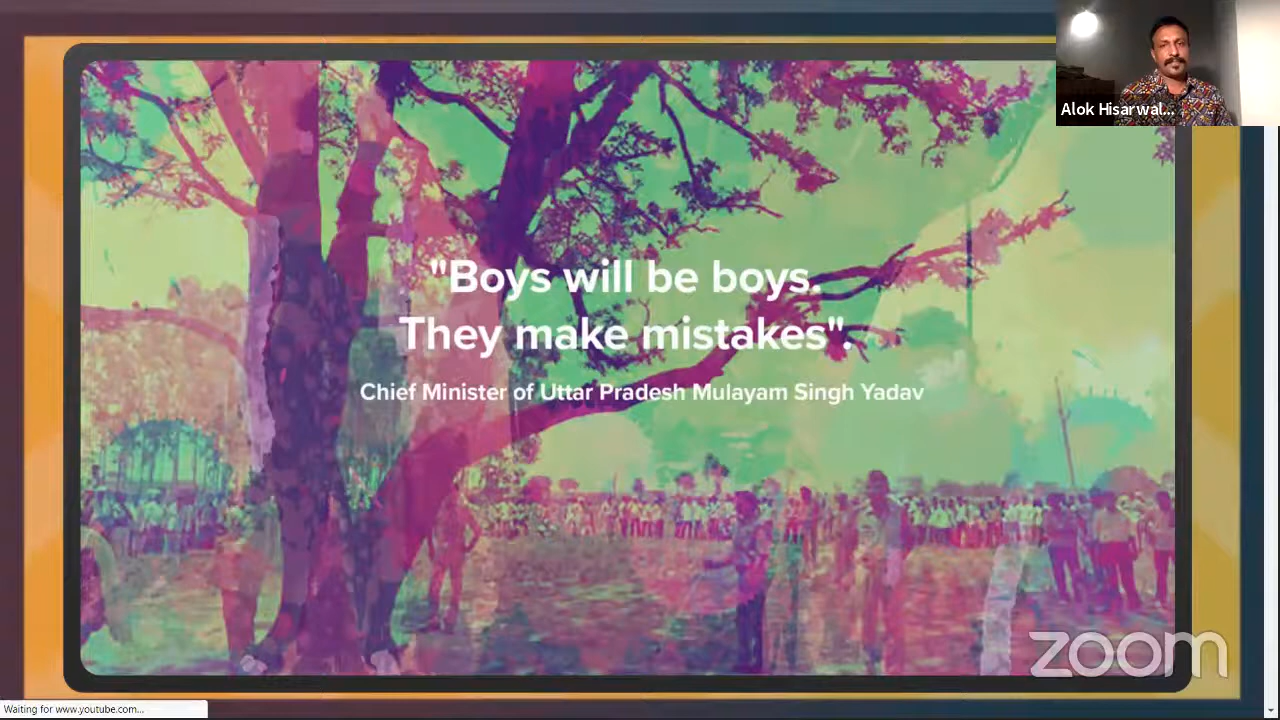 Alok Hisarwal...
"Boys will be boys.
They make mistakes".
Chief Minister of Uttar Pradesh Mulayam Singh Yadav
zoom
Waiting for www.youtube.com...